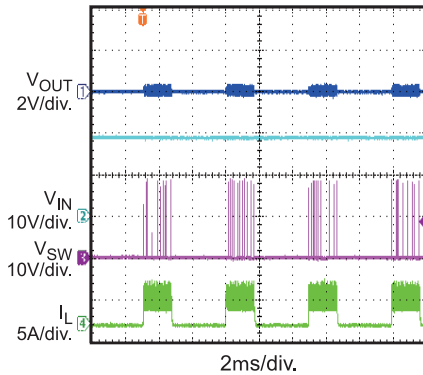 T
VOUT
2V/div.
1
VIN
10V/div.
2
VSW
10V/div.
3
IL
5A/div.
4
2ms/div.